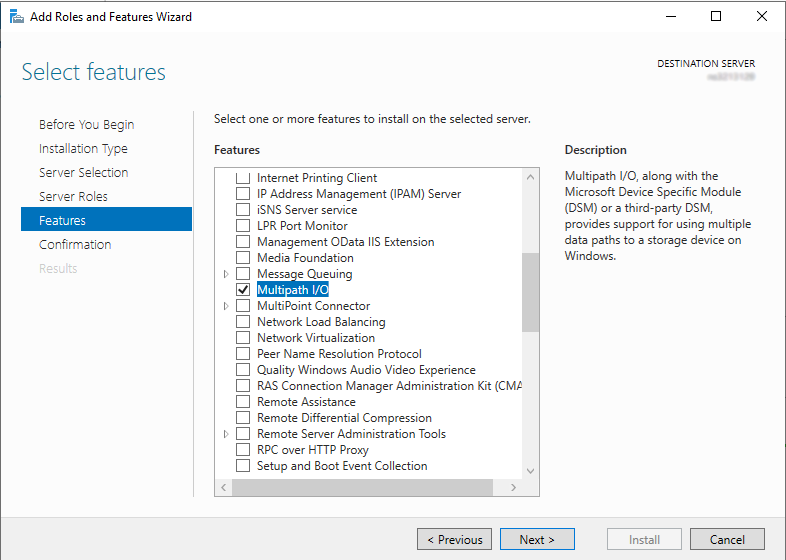 Add Roles and Features Wizard
Select features
DESTINATION SERVER
Before You Begin
Installation Type
Server Selection
Server Roles
Features
Confirmation
Results
Select one or more features to install on the selected server.
Features
Internet Printing Client
IP Address Management (IPAM) Server
iSNS Server service
LPR Port Monitor
Management OData IIS Extension
Media Foundation
Message Queuing
Multipath I/O
MultiPoint Connector
Network Load Balancing
Network Virtualization
Peer Name Resolution Protocol
Quality Windows Audio Video Experience
RAS Connection Manager Administration Kit (CMA
Remote Assistance
Remote Differential Compression
Remote Server Administration Tools
RPC over HTTP Proxy
Setup and Boot Event Collection
Description
Multipath I/O, along with the
Microsoft Device Specific Module
(DSM) or a third-party DSM,
provides support for using multiple
data paths to a storage device on
Windows.
< Previous
Next >
Install
Cancel